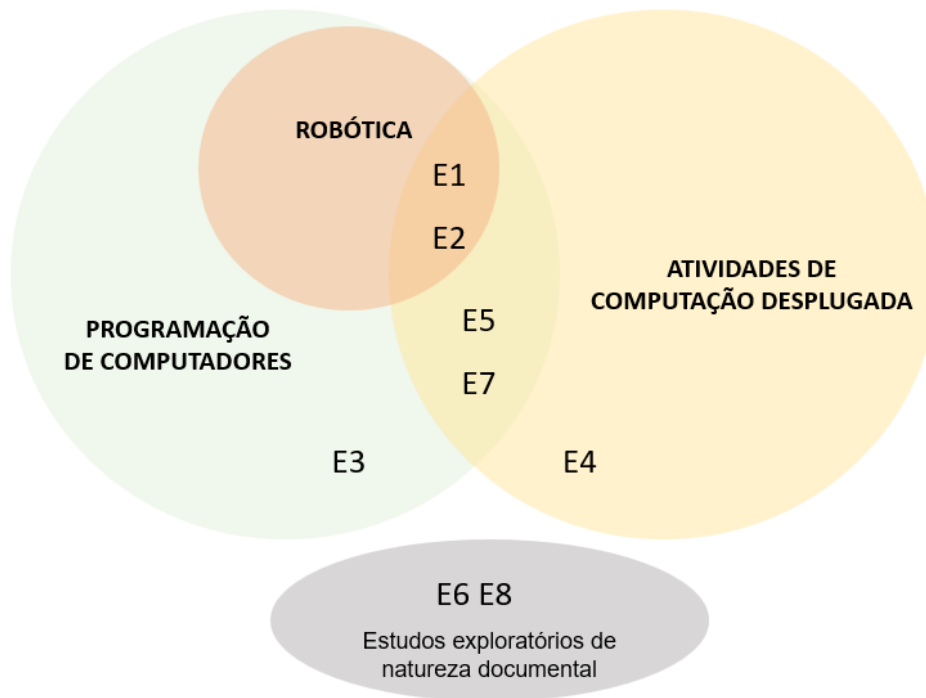 ROBÓTICA
E1
E2
ATIVIDADES DE
COMPUTAÇÃO DESPLUGADA
PROGRAMAÇÃO
DE COMPUTADORES
E5
E7
E3
E4
E6 E8
Estudos exploratórios de
natureza documental